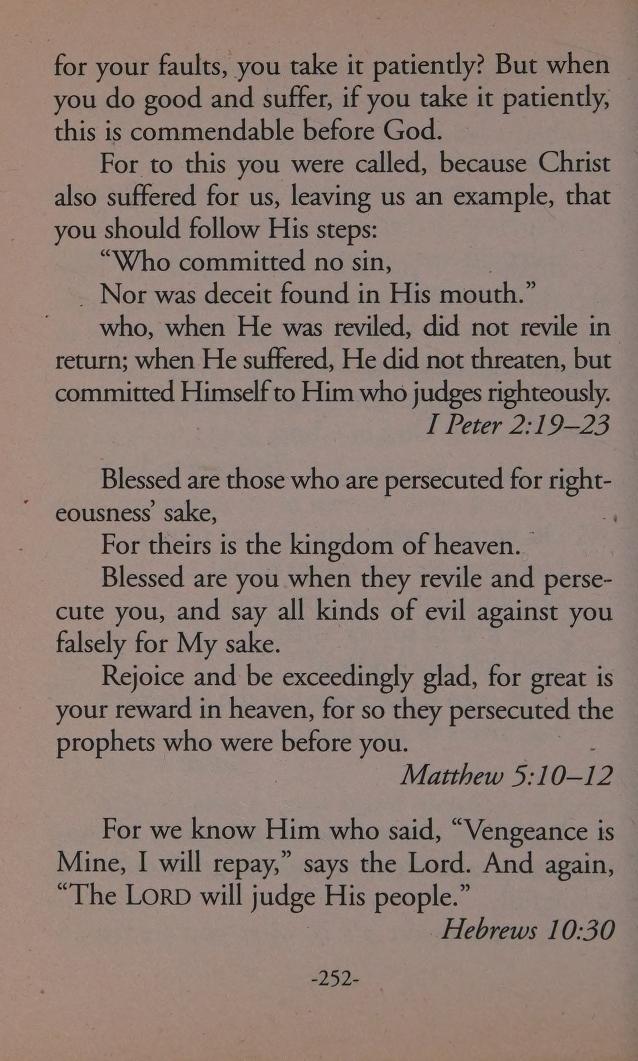 for your faults, you take it patiently? But when
you do good and suffer, if you take it patiently,
this is commendable before God.
For to this you were called, because Christ
also suffered for us, leaving us an example, that
you should follow His steps:
“Who committed no sin,
Nor was deceit found in His mouth.”
who, when He was reviled, did not revile in
return; when He suffered, He did not threaten, but
committed Himself to Him who judges righteously.
I Peter 2:19–23
Blessed are those who are persecuted for right-
eousness’ sake,
For theirs is the kingdom of heaven.
Blessed are you when they revile and perse-
cute you, and say all kinds of evil against you
falsely for My sake.
Rejoice and be exceedingly glad, for great is
your reward in heaven, for so they persecuted the
prophets who were before you.
Matthew 5:10–12
For we know Him who said, “Vengeance is
Mine, I will repay,” says the Lord. And again,
“The LORD will judge His people.”
Hebrews 10:30
-252-